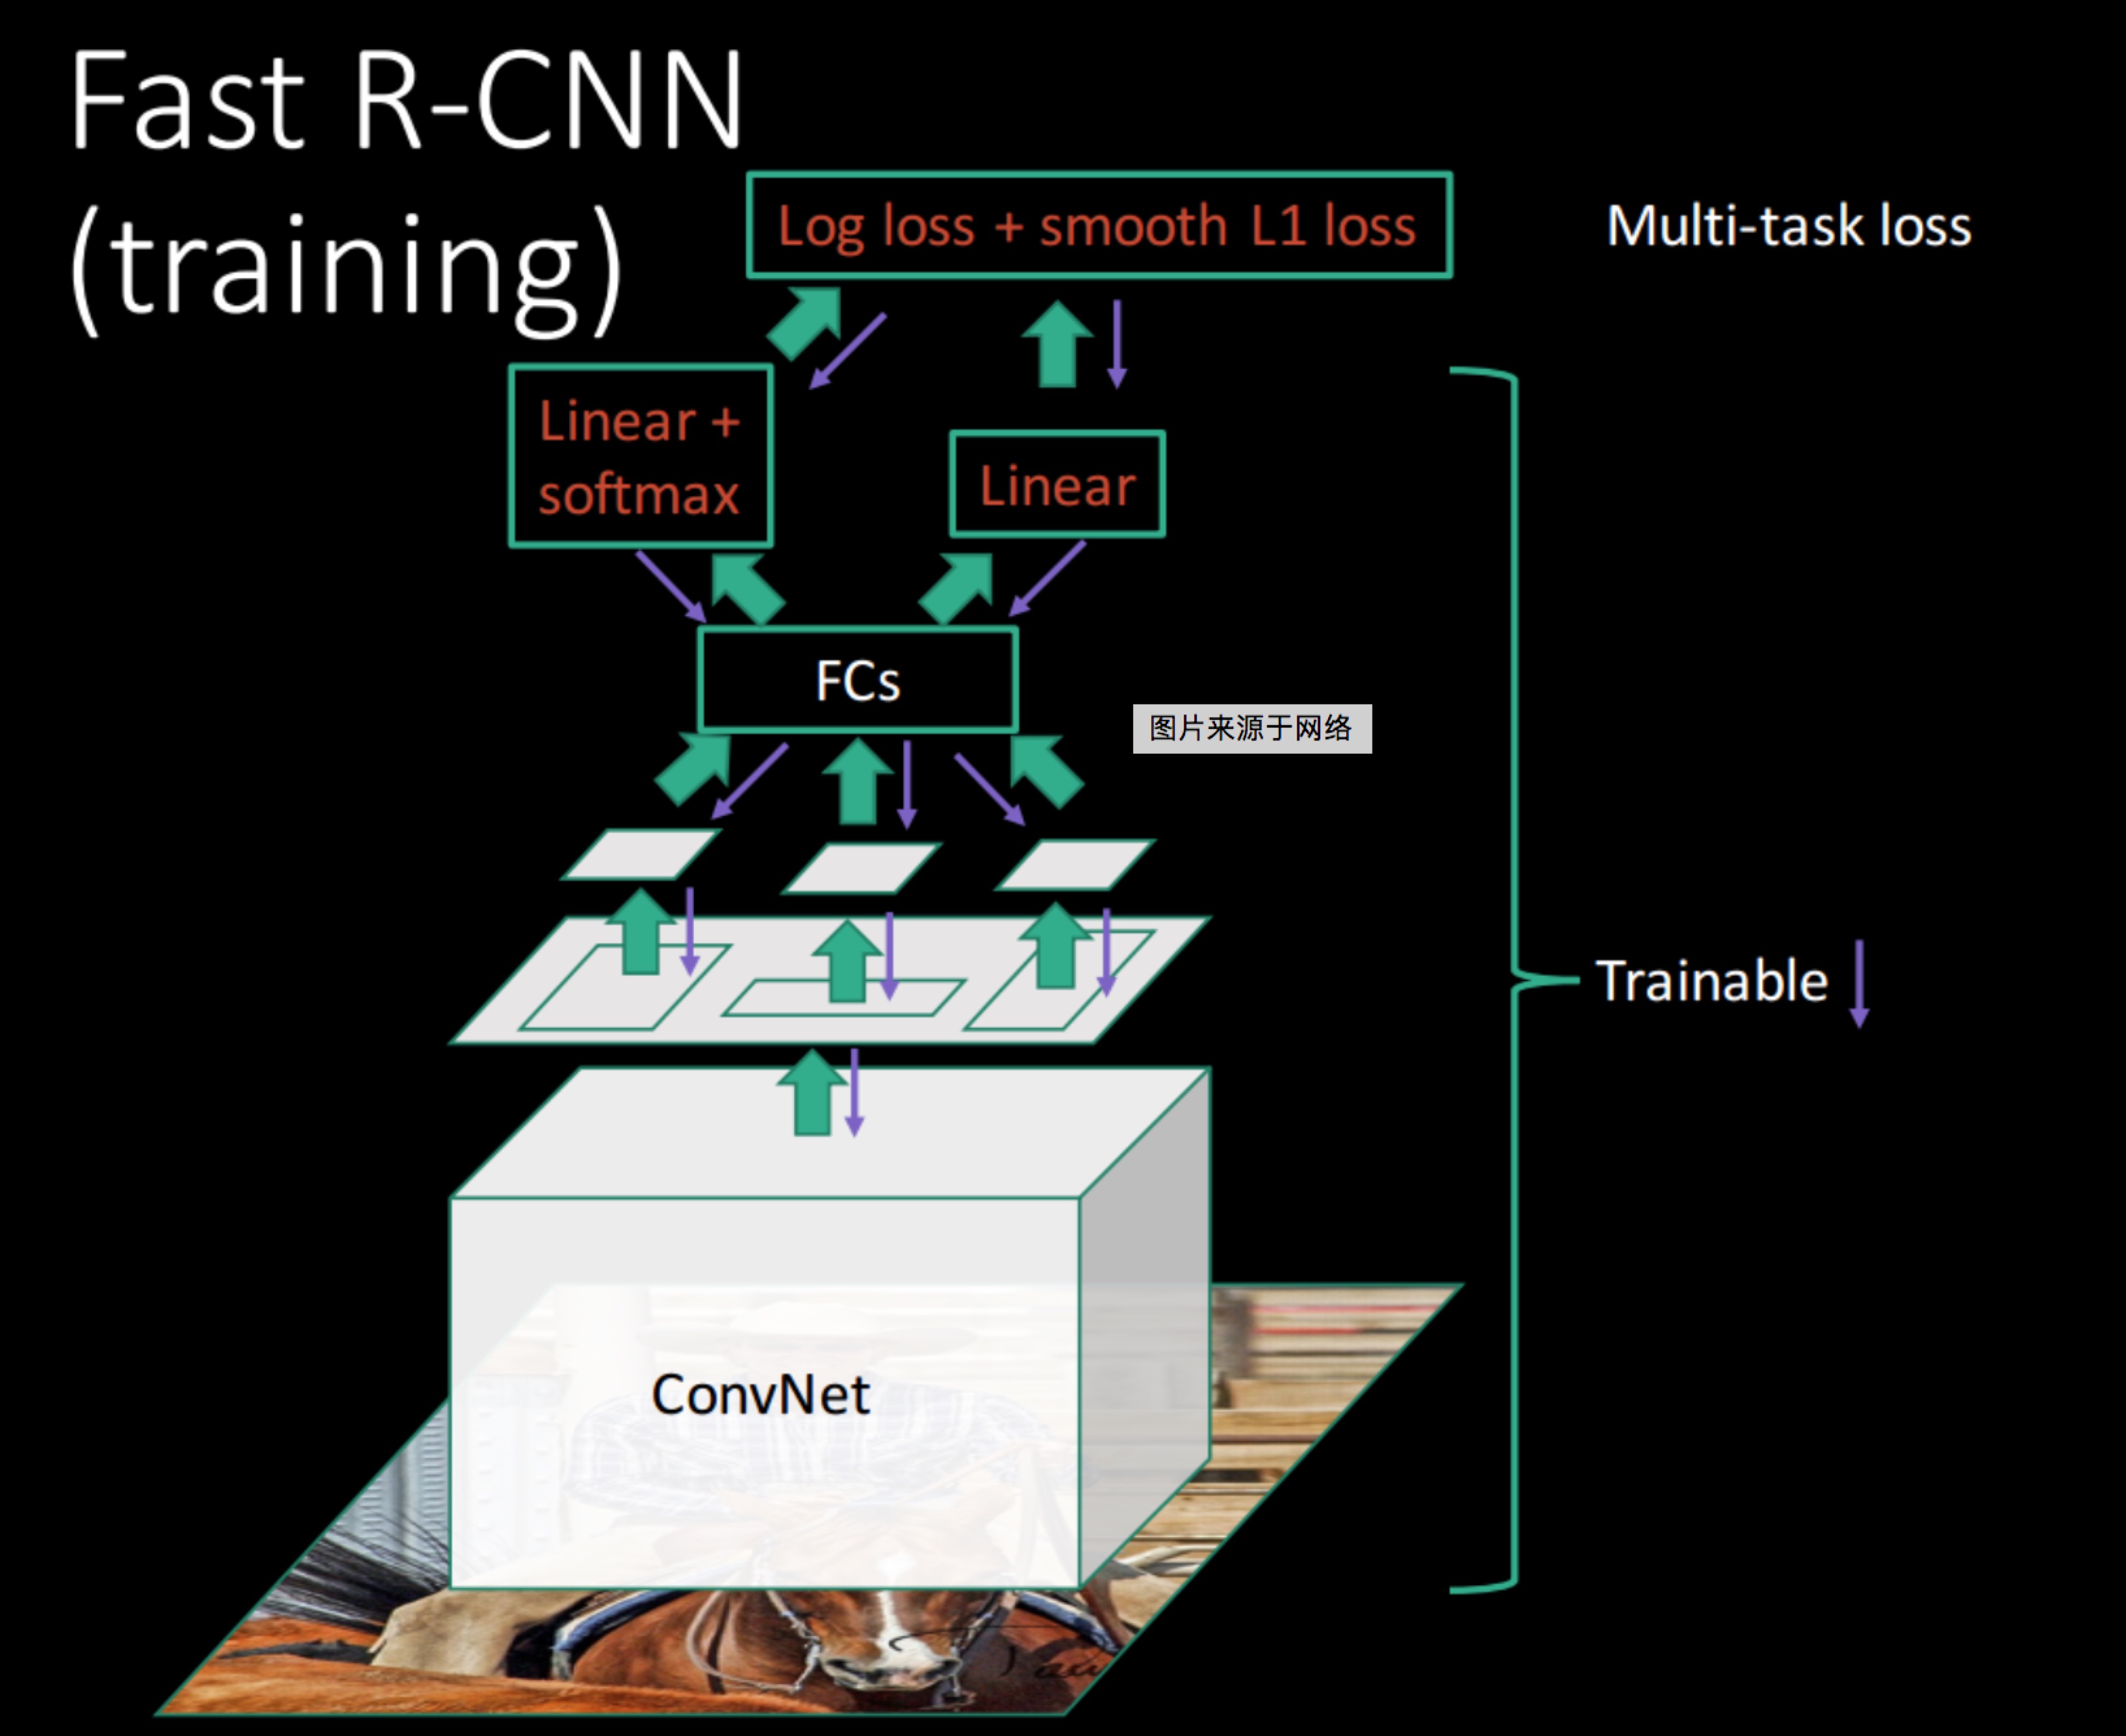 Fast R-CNN
(training)
Log loss + smooth L1 loss
Multi-task loss
Linear +
softmax
Linear
FCs
图片来源于网络
Trainable
ConvNet